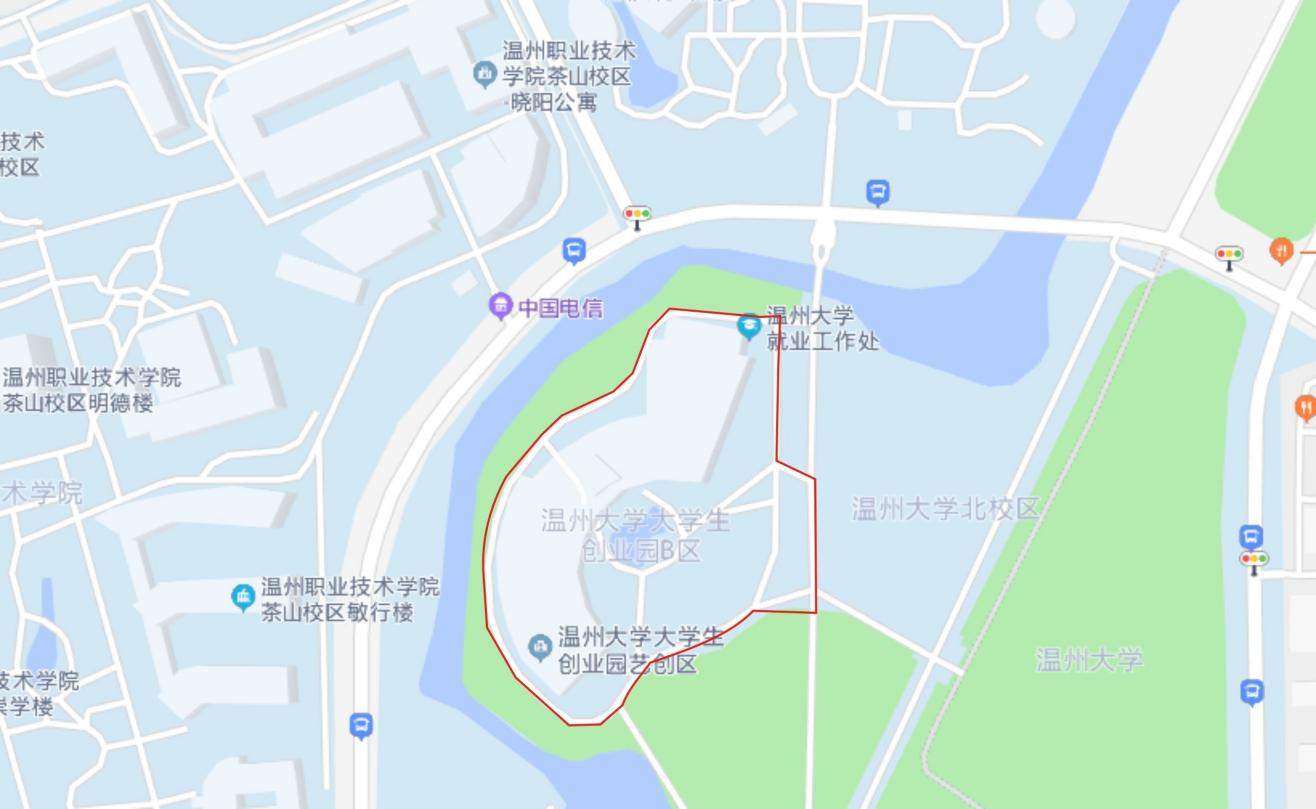 温州职业技术
学院茶山校区
晓阳公寓
技术
校区
中国电信
温州大学
就业工作处
温州职业技术学院
茶山校区明德楼
术学院
温州大学大学生
创业园B区
温州大学北校区
温州职业技术学院
茶山校区敏行楼
温州大学大学生
创业园艺创区
温州大学
技术学院
学楼